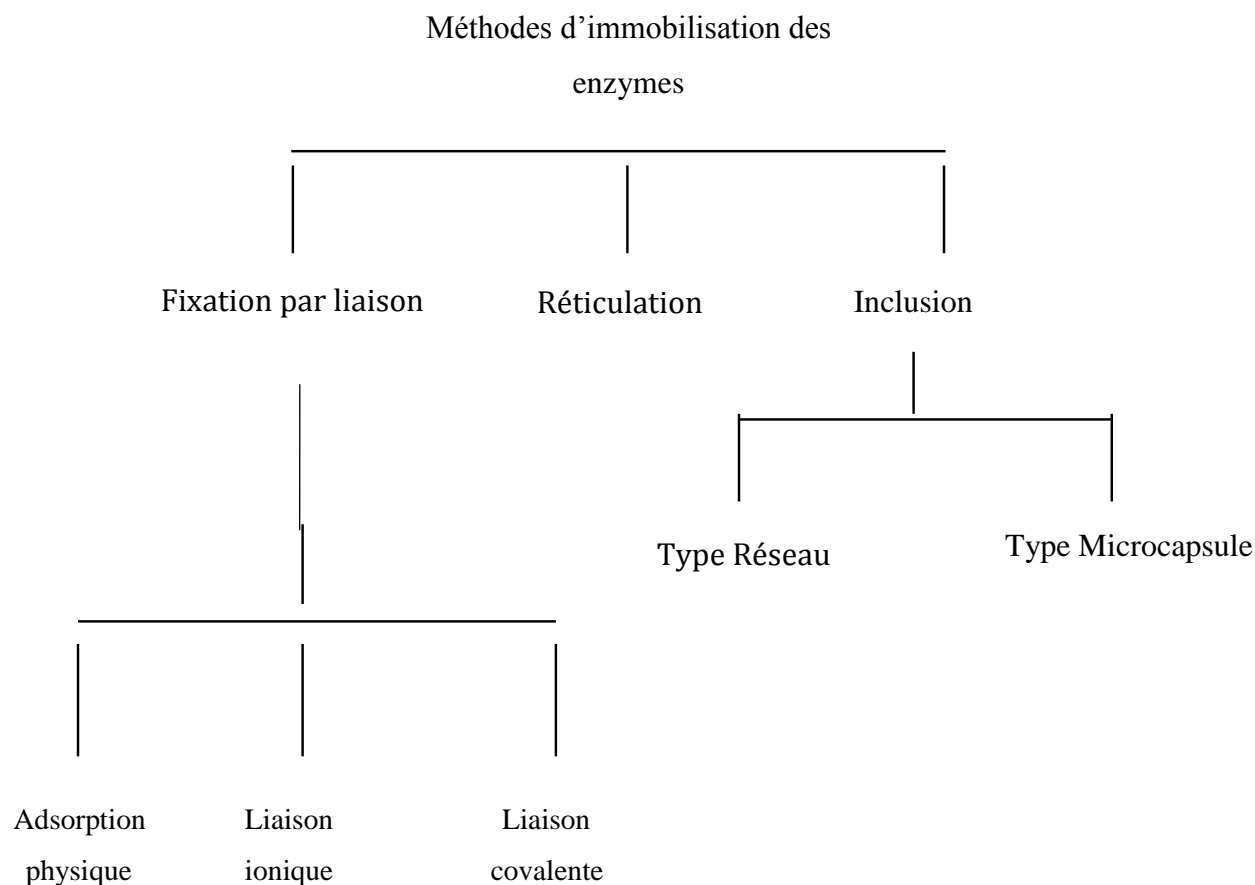 Méthodes d’immobilisation des
enzymes
Fixation par liaison
Réticulation
Inclusion
Type Réseau
Type Microcapsule
Adsorption
physique
Liaison
ionique
Liaison
covalente